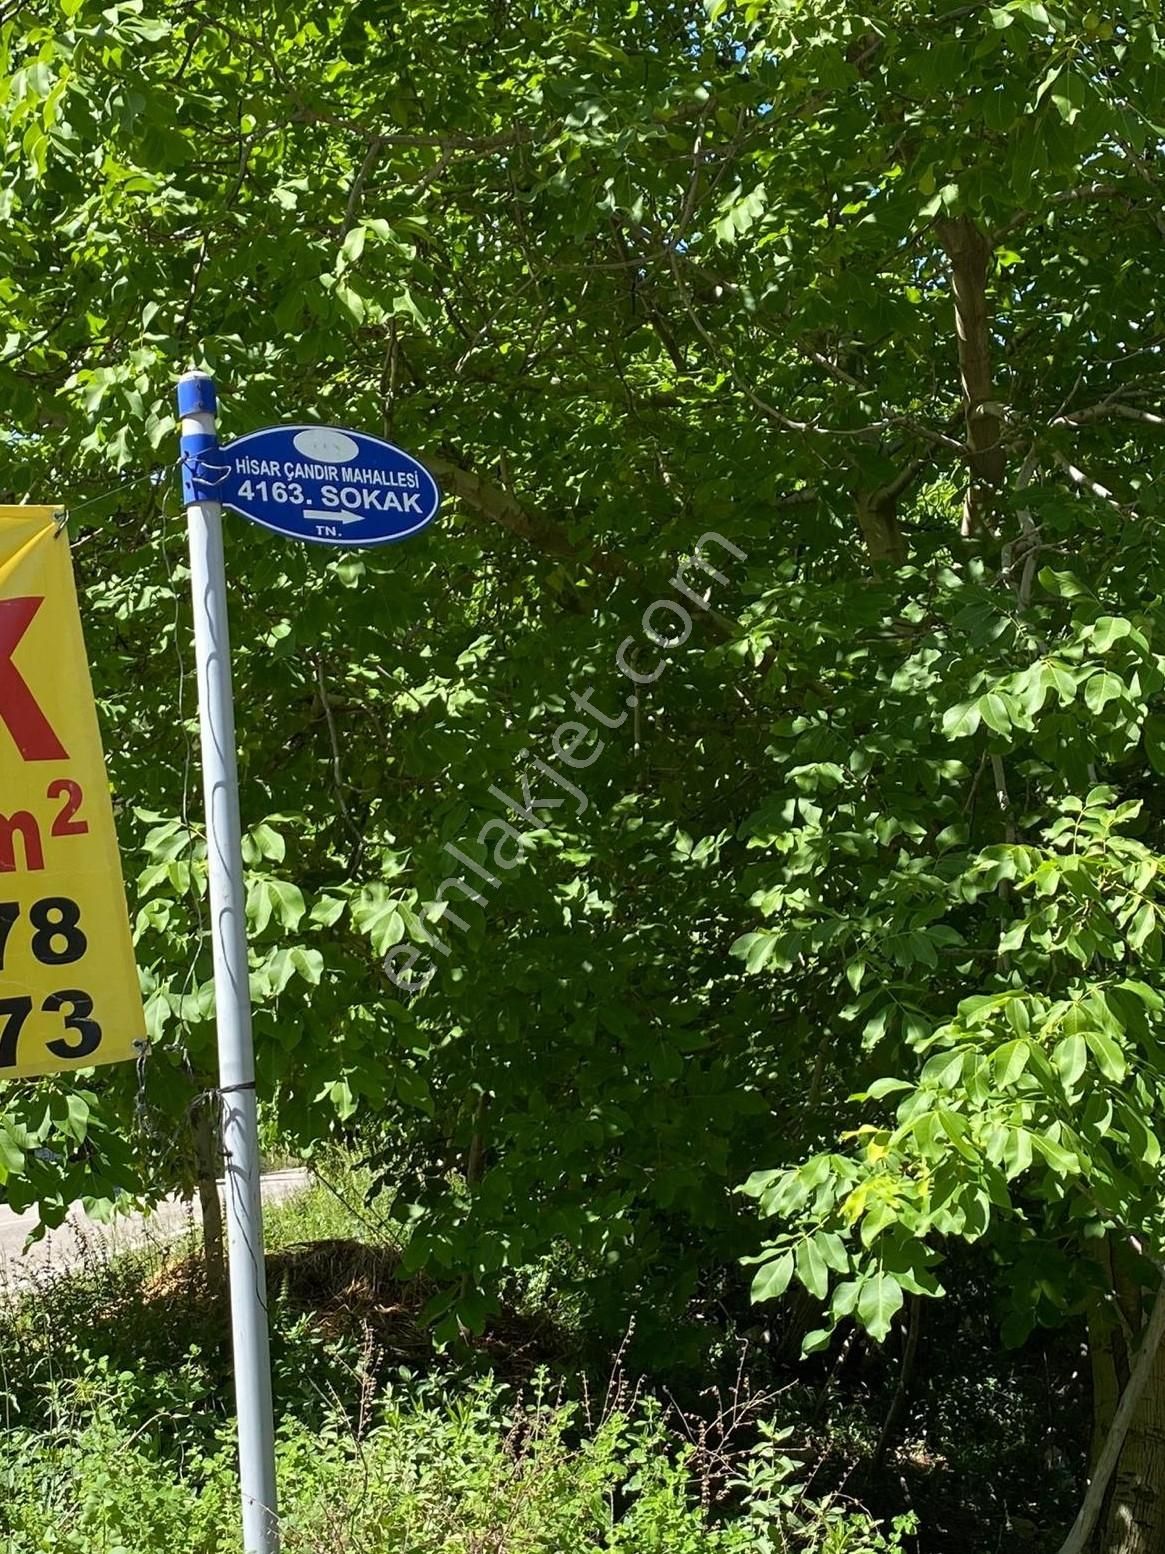 HİSAR ÇANDIR MAHALLESİ
4163. SOKAK
TN.
K
m²
78
73
emlakjet.com